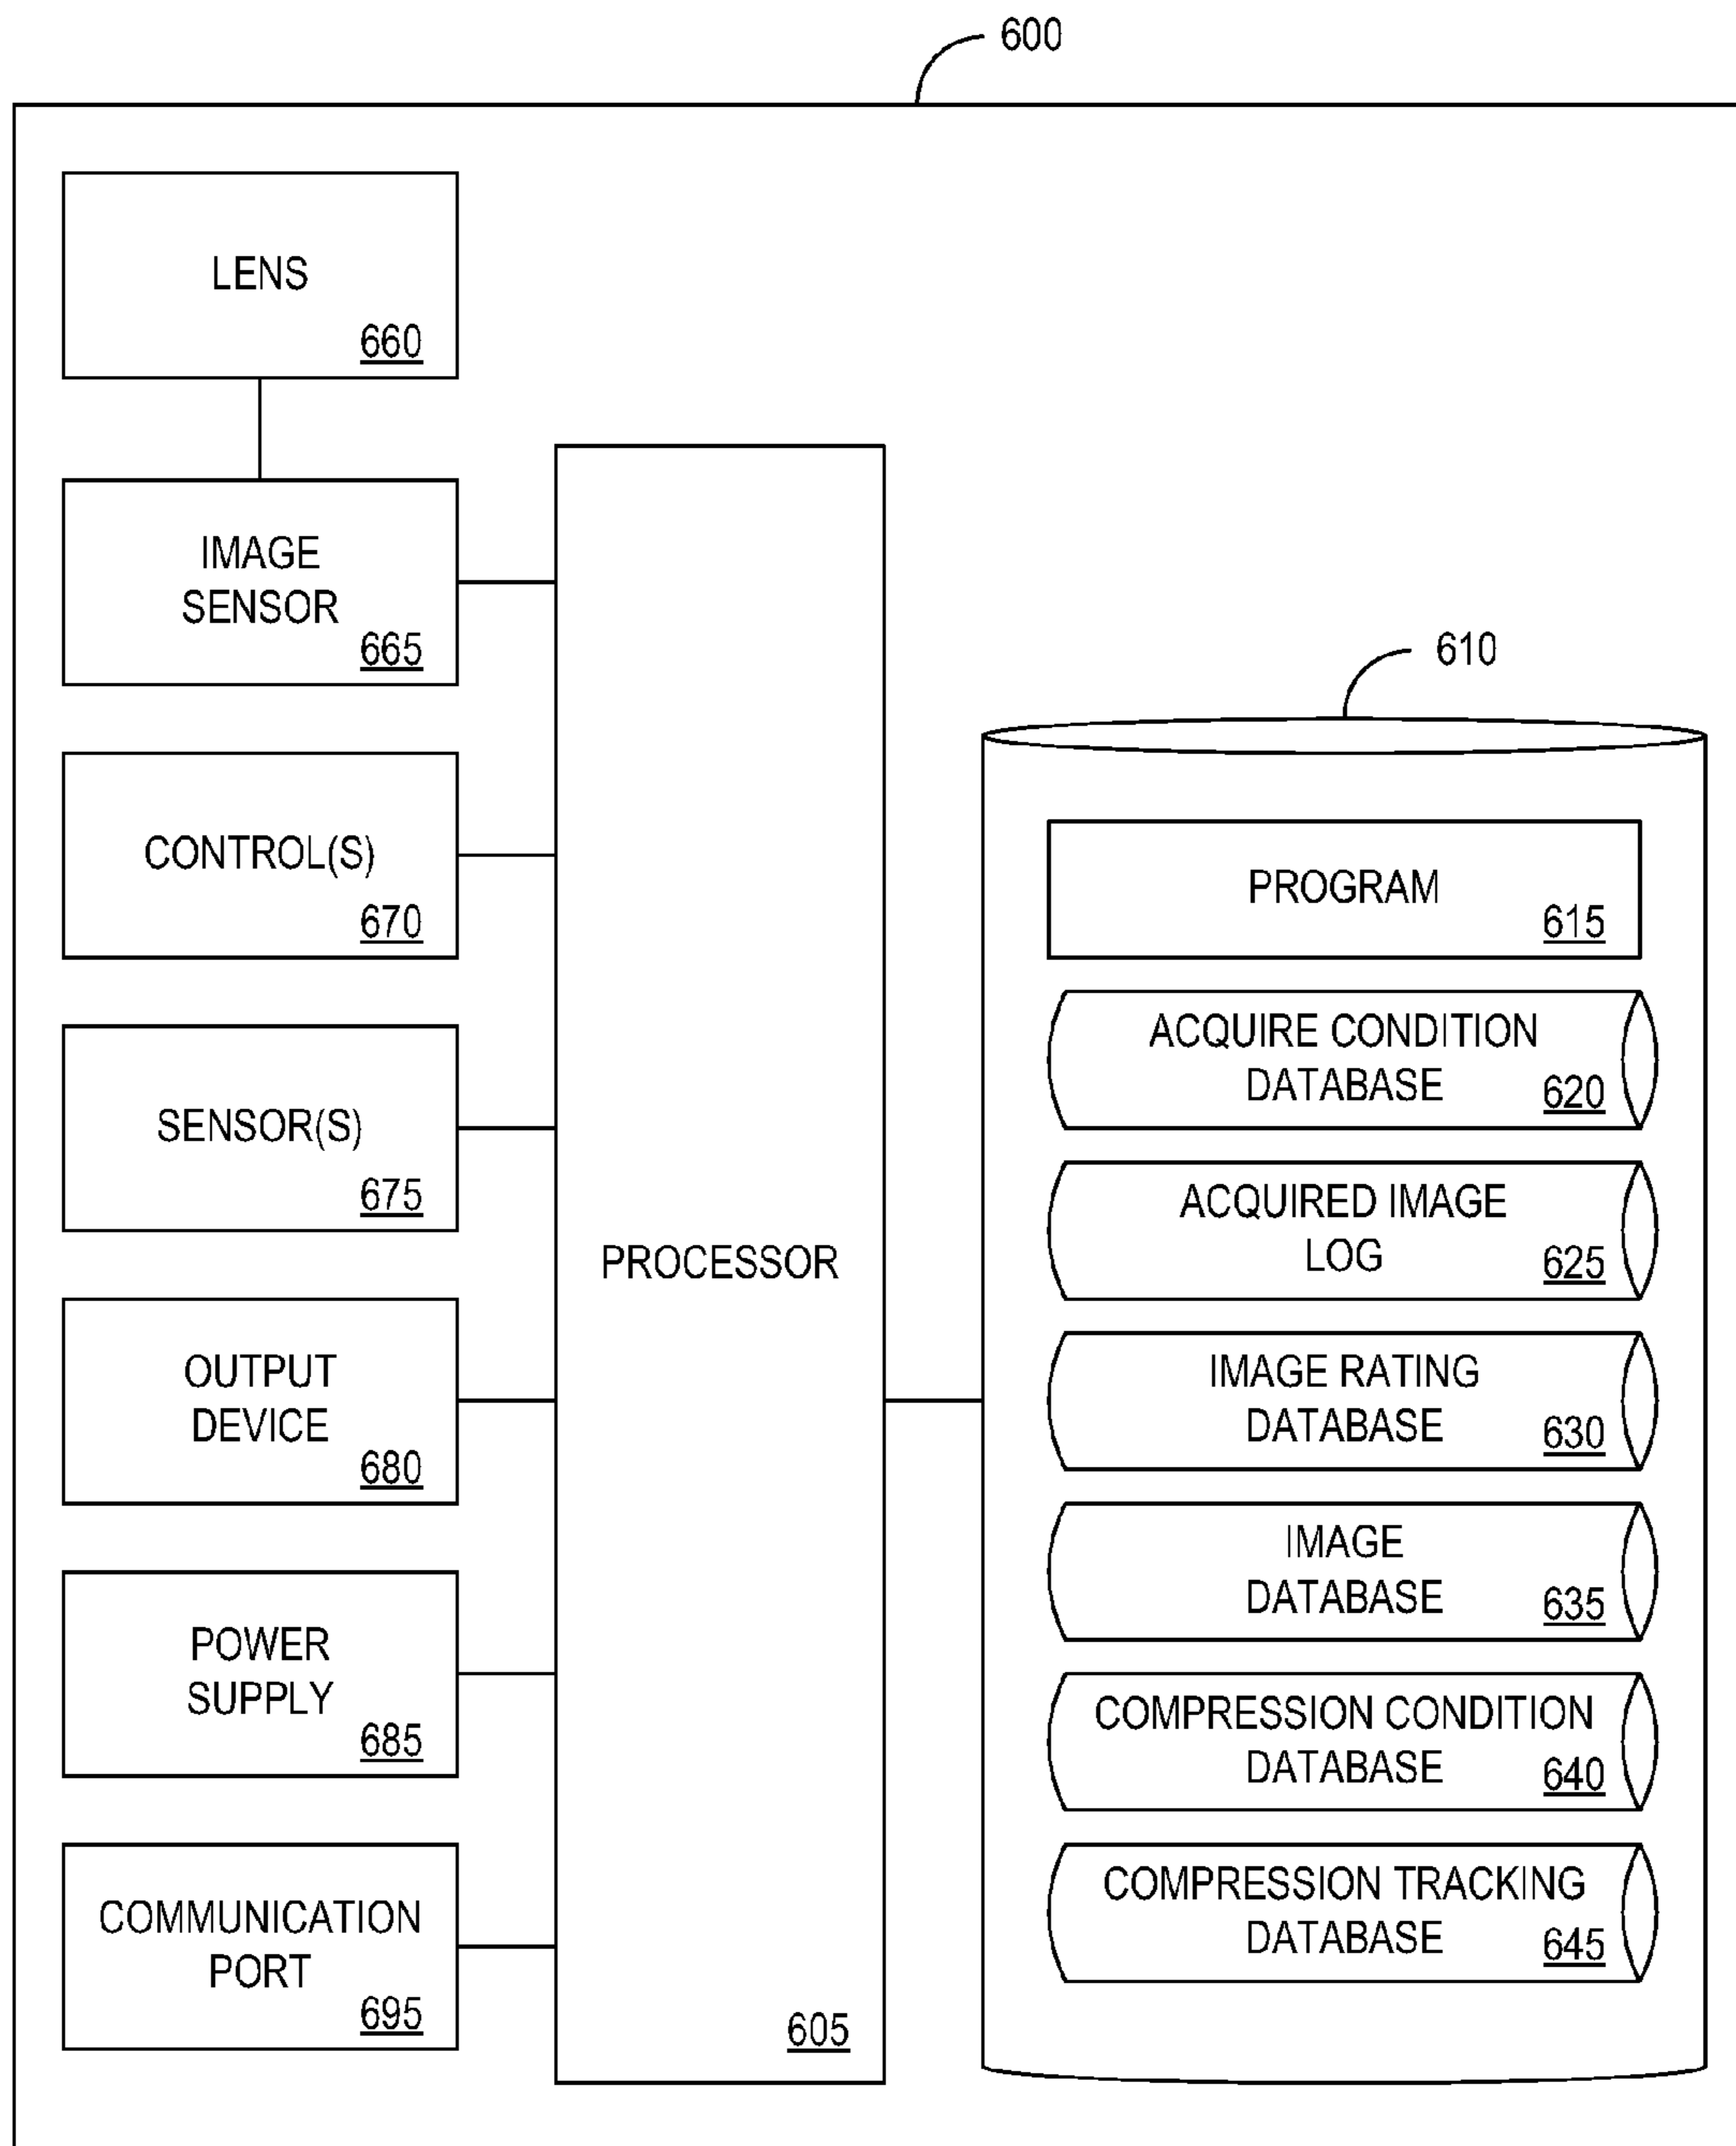 600
LENS
660
IMAGE
SENSOR
665
CONTROL(S)
670
SENSOR(S)
675
OUTPUT
DEVICE
680
POWER
SUPPLY
685
COMMUNICATION
PORT
695
PROCESSOR
605
610
PROGRAM
615
ACQUIRE CONDITION
DATABASE
620
ACQUIRED IMAGE
LOG
625
IMAGE RATING
DATABASE
630
IMAGE
DATABASE
635
COMPRESSION CONDITION
DATABASE
640
COMPRESSION TRACKING
DATABASE
645